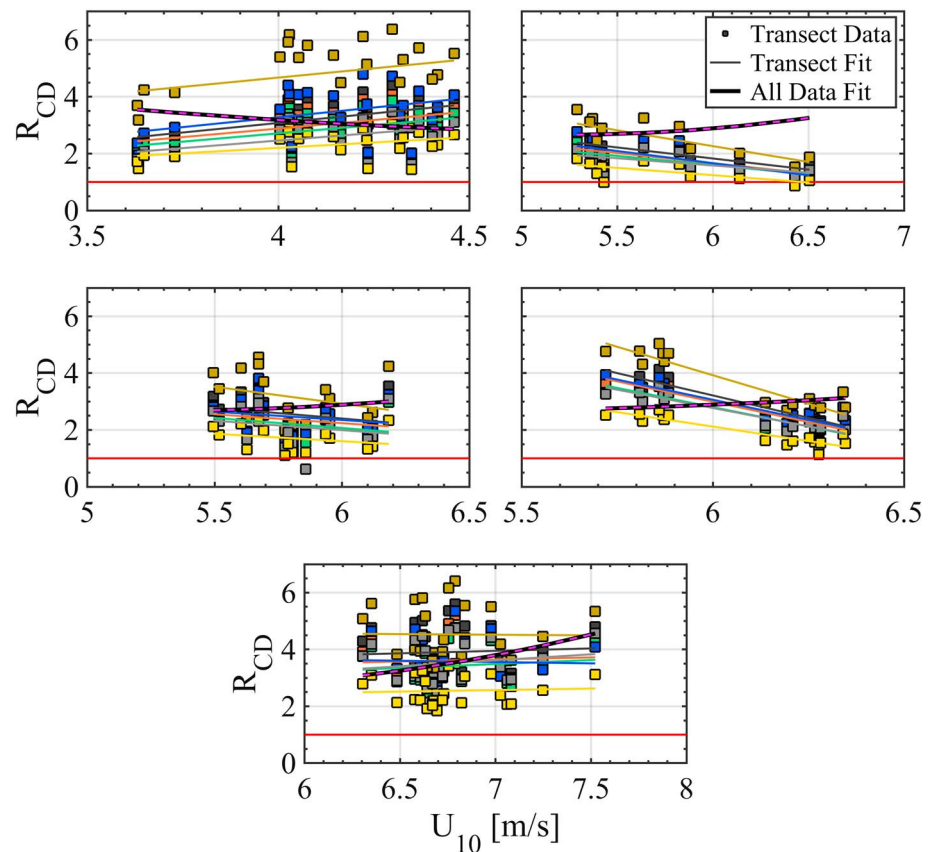 Transect Data
Transect Fit
All Data Fit
R_CD
6
4
2
0
3.5 4 4.5
5 5.5 6 6.5 7
R_CD
6
4
2
0
5 5.5 6 6.5
5.5 6 6.5
R_CD
6
4
2
0
6 6.5 7 7.5 8
U_10 [m/s]